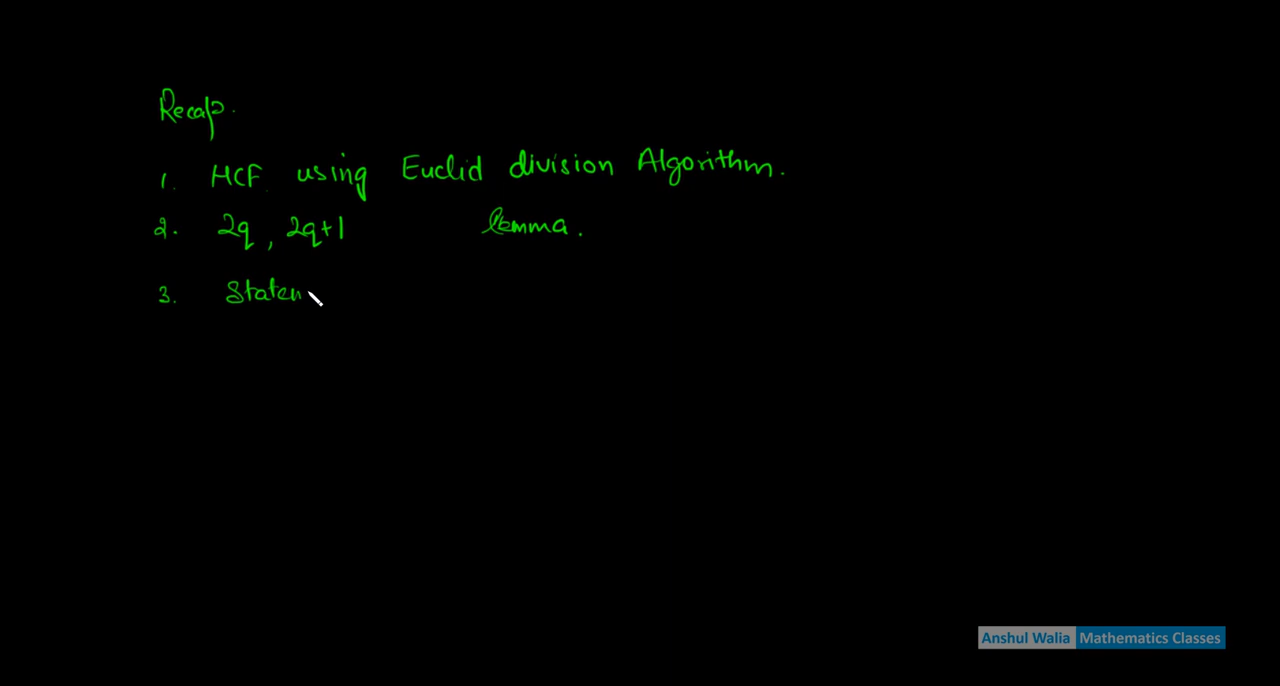 Recap.
1. HCF using Euclid division Algorithm.
2. 2q, 2q+1 lemma.
3. Staten
Anshul Walia Mathematics Classes